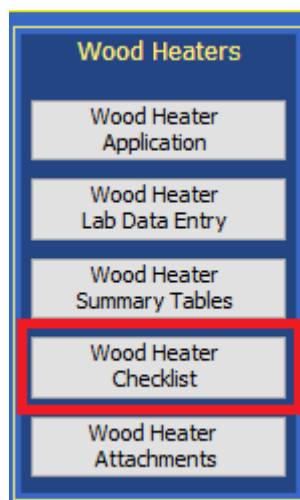 Wood Heaters
Wood Heater
Application
Wood Heater
Lab Data Entry
Wood Heater
Summary Tables
Wood Heater
Checklist
Wood Heater
Attachments